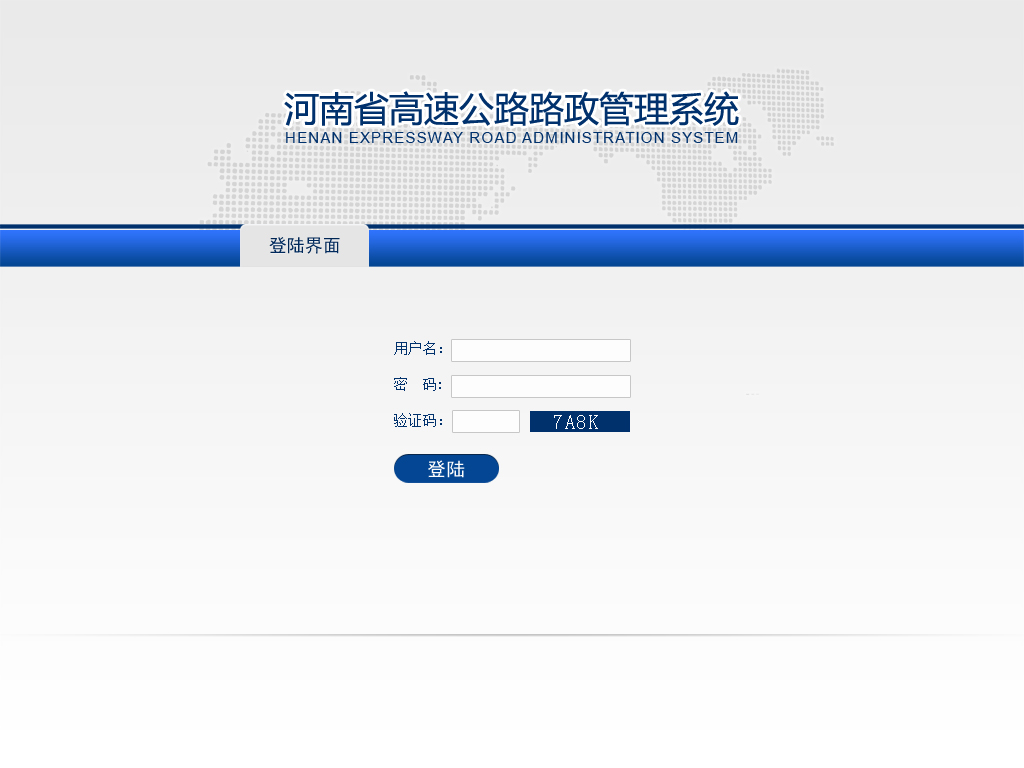 河南省高速公路路政管理系统
HENAN EXPRESSWAY ROAD ADMINISTRATION SYSTEM
登陆界面
用户名：
密　码：
验证码： 7A8K
登陆